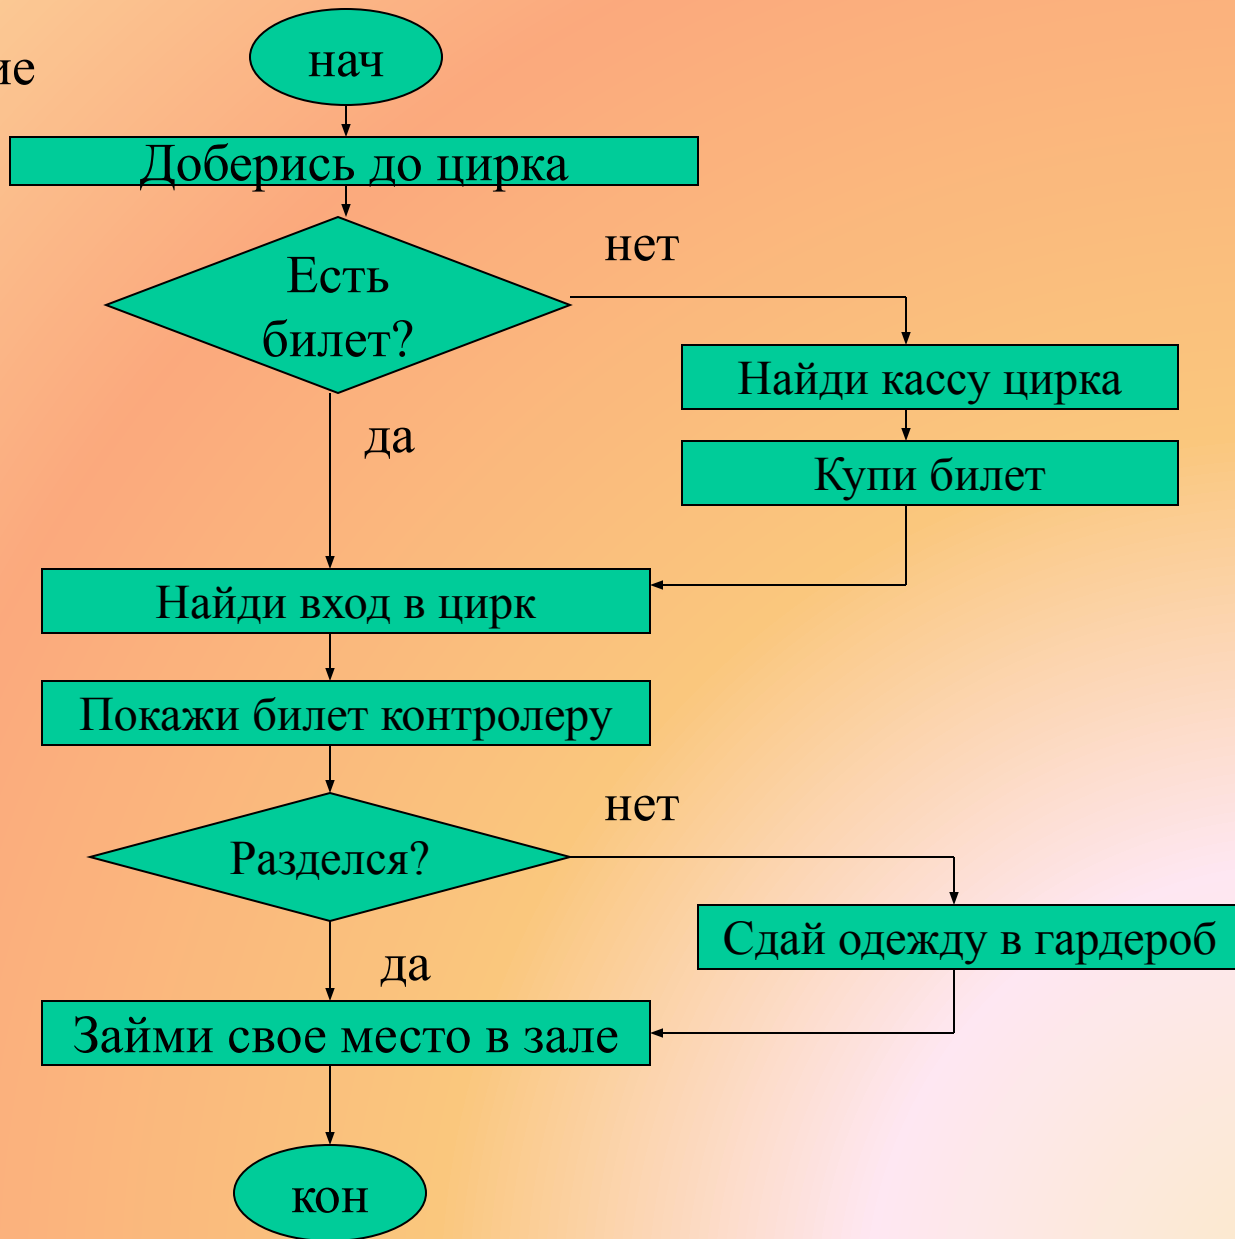 нач
Добериcь до цирка
нет
Есть
билет?
Найди кассу цирка
да
Купи билет
Найди вход в цирк
Покажи билет контролеру
нет
Разделся?
Сдай одежду в гардероб
да
Займи свое место в зале
кон